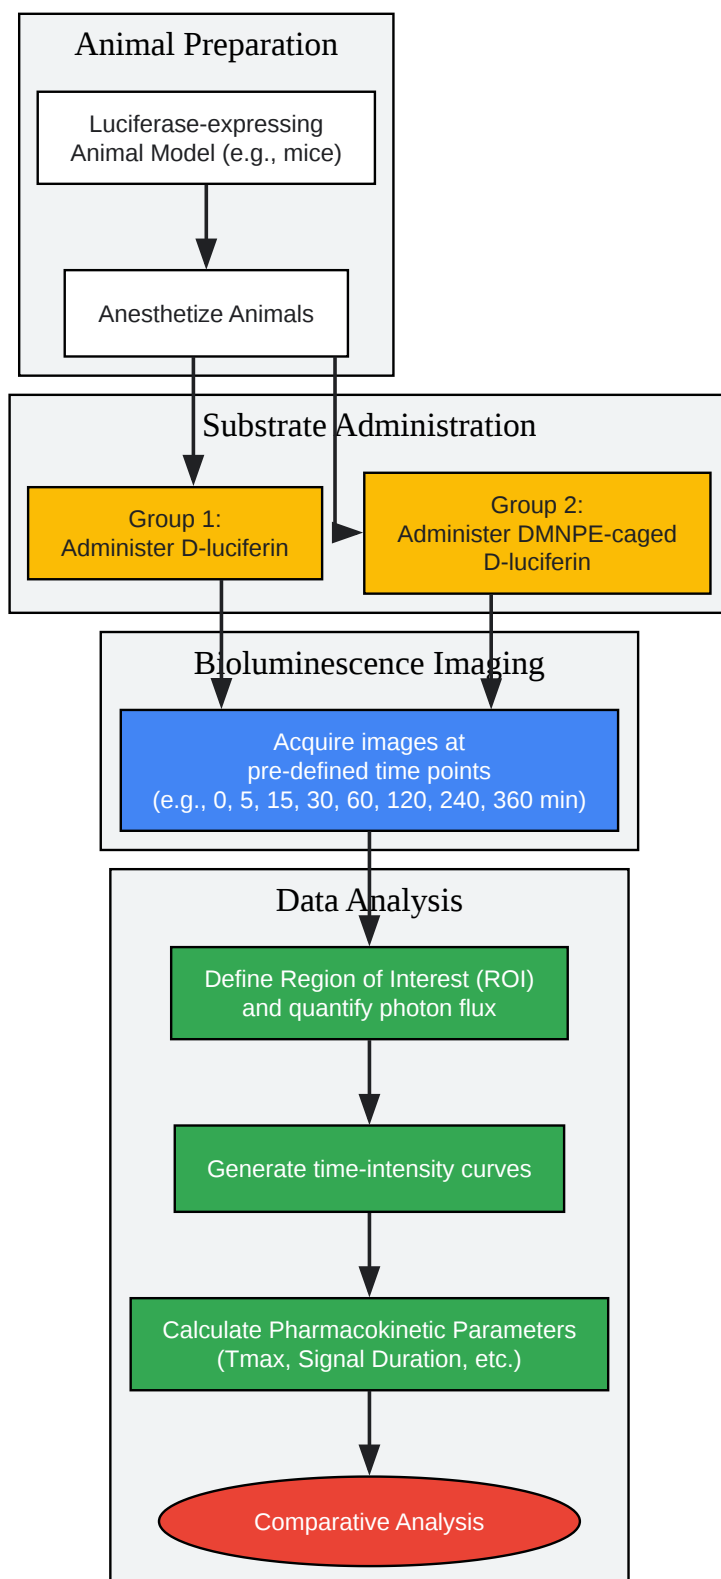 Animal Preparation
Luciferase-expressing
Animal Model (e.g., mice)
Anesthetize Animals
Substrate Administration
Group 1:
Administer D-luciferin
Group 2:
Administer DMNPE-caged
D-luciferin
Bioluminescence Imaging
Acquire images at
pre-defined time points
(e.g., 0, 5, 15, 30, 60, 120, 240, 360 min)
Data Analysis
Define Region of Interest (ROI)
and quantify photon flux
Generate time-intensity curves
Calculate Pharmacokinetic Parameters
(Tmax, Signal Duration, etc.)
Comparative Analysis